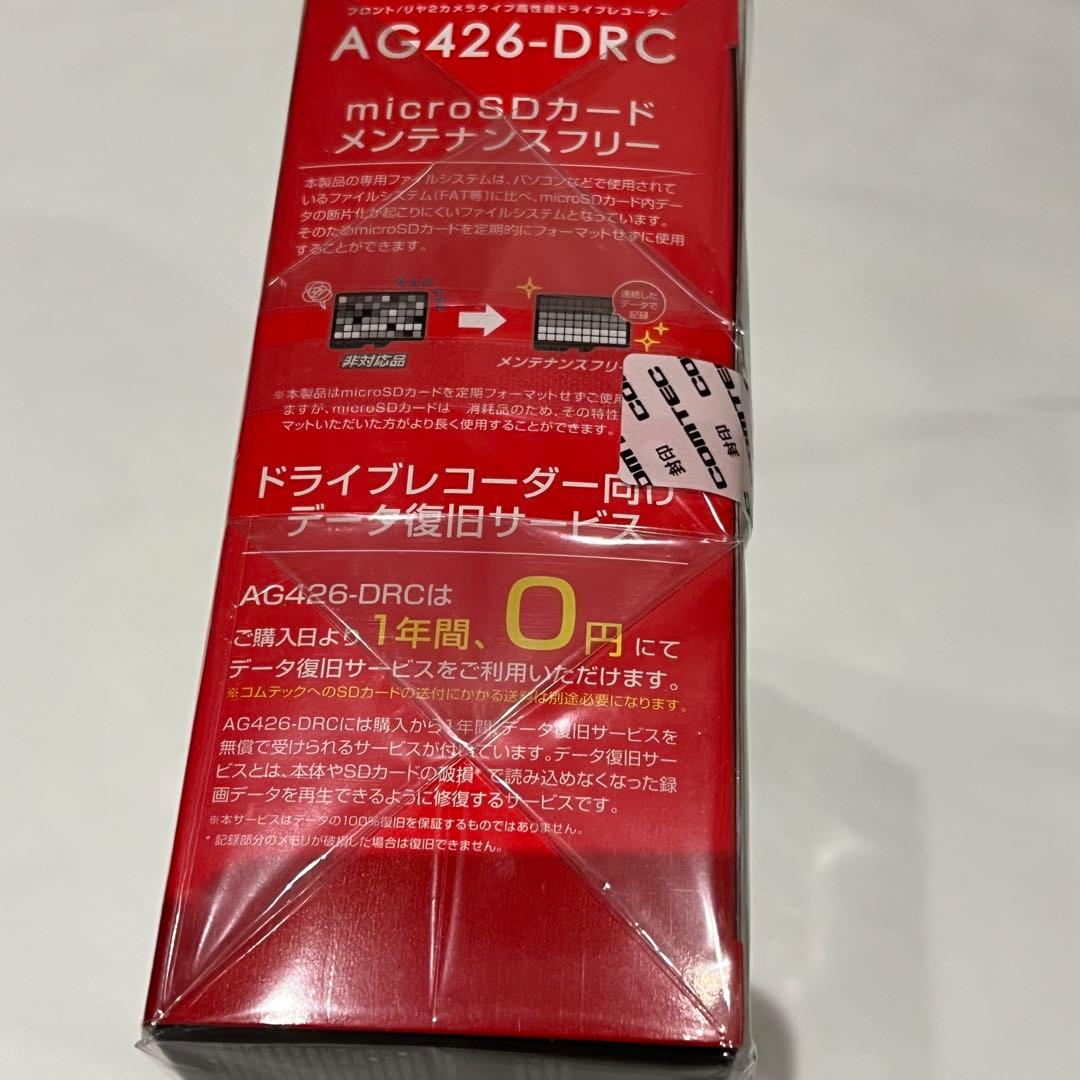 フロント/リヤ2カメラタイプ高性能ドライブレコーダー
AG426-DRC
microSDカード
メンテナンスフリー
本製品の専用ファイルシステムは、パソコンなどで使用されて
いるファイルシステム(FAT等)に比べ、microSDカード内デー
タの断片化が起こりにくいファイルシステムとなっています。
そのためmicroSDカードを定期的にフォーマットせずに使用
することができます。
連続した
データで
記録
非対応品
メンテナンスフリー
※本製品はmicroSDカードを定期フォーマットせずご使用
ますが、microSDカードは 消耗品のため、その特性
マットいただいた方がより長く使用することができます。
COMTEC
封印
COMTEC
封印
ドライブレコーダー向け
データ復旧サービス
AG426-DRCは
ご購入日より 1年間、0円にて
データ復旧サービスをご利用いただけます。
※コムテックへのSDカードの送付にかかる送料は別途必要になります。
AG426-DRCには購入から1年間、データ復旧サービスを
無償で受けられるサービスが付いています。データ復旧サー
ビスとは、本体やSDカードの破損*で読み込めなくなった録
画データを再生できるように修復するサービスです。
※本サービスはデータの100%復旧を保証するものではありません。
* 記録部分のメモリが破損した場合は復旧できません。